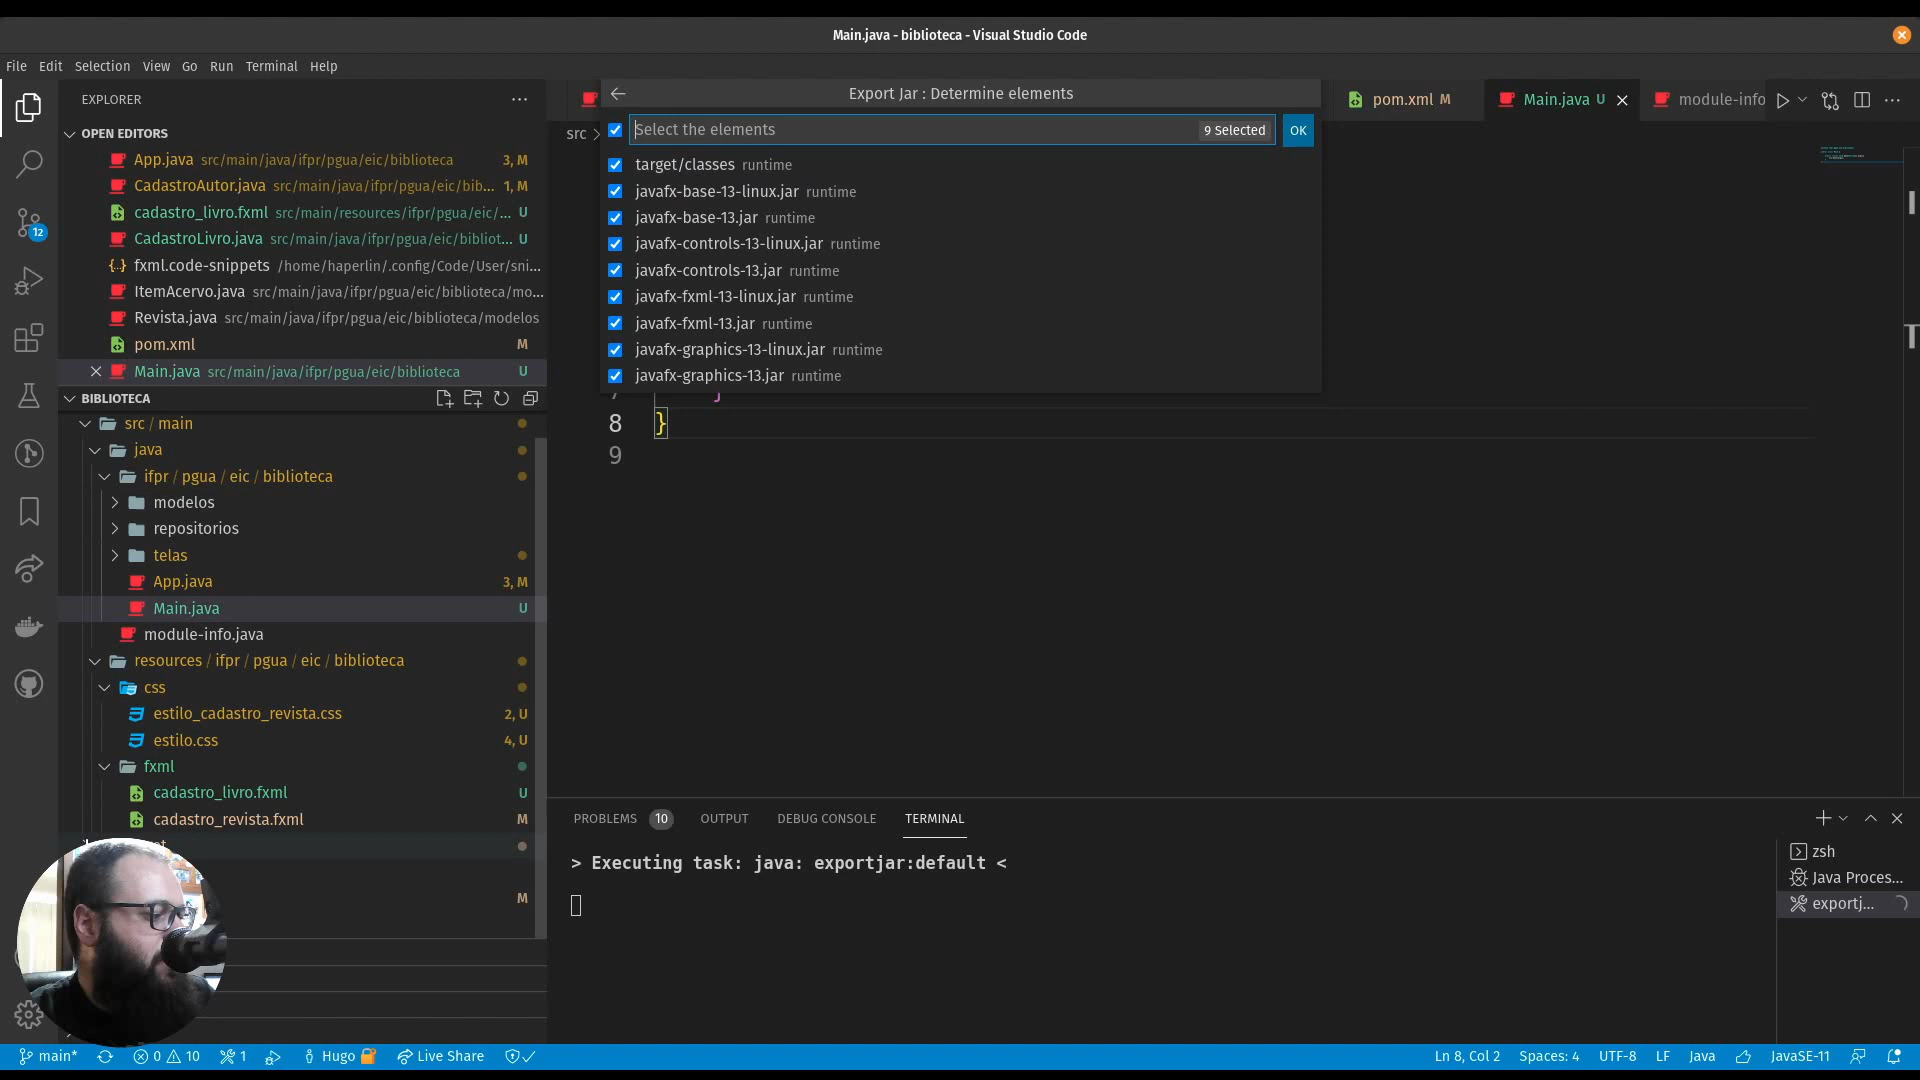 Main.java - biblioteca - Visual Studio Code
File Edit Selection View Go Run Terminal Help
EXPLORER
OPEN EDITORS
App.java src/main/java/ifpr/pgua/eic/biblioteca 3, M
CadastroAutor.java src/main/java/ifpr/pgua/eic/bib... 1, M
cadastro_livro.fxml src/main/resources/ifpr/pgua/eic/... U
CadastroLivro.java src/main/java/ifpr/pgua/eic/bibliot... U
fxml.code-snippets /home/haperlin/.config/Code/User/sni...
ItemAcervo.java src/main/java/ifpr/pgua/eic/biblioteca/mo...
Revista.java src/main/java/ifpr/pgua/eic/biblioteca/modelos
pom.xml M
Main.java src/main/java/ifpr/pgua/eic/biblioteca U
BIBLIOTECA
src / main
java
ifpr / pgua / eic / biblioteca
modelos
repositorios
telas
App.java 3, M
Main.java U
module-info.java
resources / ifpr / pgua / eic / biblioteca
css
estilo_cadastro_revista.css 2, U
estilo.css 4, U
fxml
cadastro_livro.fxml U
cadastro_revista.fxml M
M
12
pom.xml M Main.java U module-info
src >
Export Jar : Determine elements
Select the elements 9 Selected OK
target/classes runtime
javafx-base-13-linux.jar runtime
javafx-base-13.jar runtime
javafx-controls-13-linux.jar runtime
javafx-controls-13.jar runtime
javafx-fxml-13-linux.jar runtime
javafx-fxml-13.jar runtime
javafx-graphics-13-linux.jar runtime
javafx-graphics-13.jar runtime
8 }
9
PROBLEMS 10 OUTPUT DEBUG CONSOLE TERMINAL
> Executing task: java: exportjar:default <
zsh
Java Proces...
exportj...
main* 0 10 1 Hugo Live Share Ln 8, Col 2 Spaces: 4 UTF-8 LF Java JavaSE-11